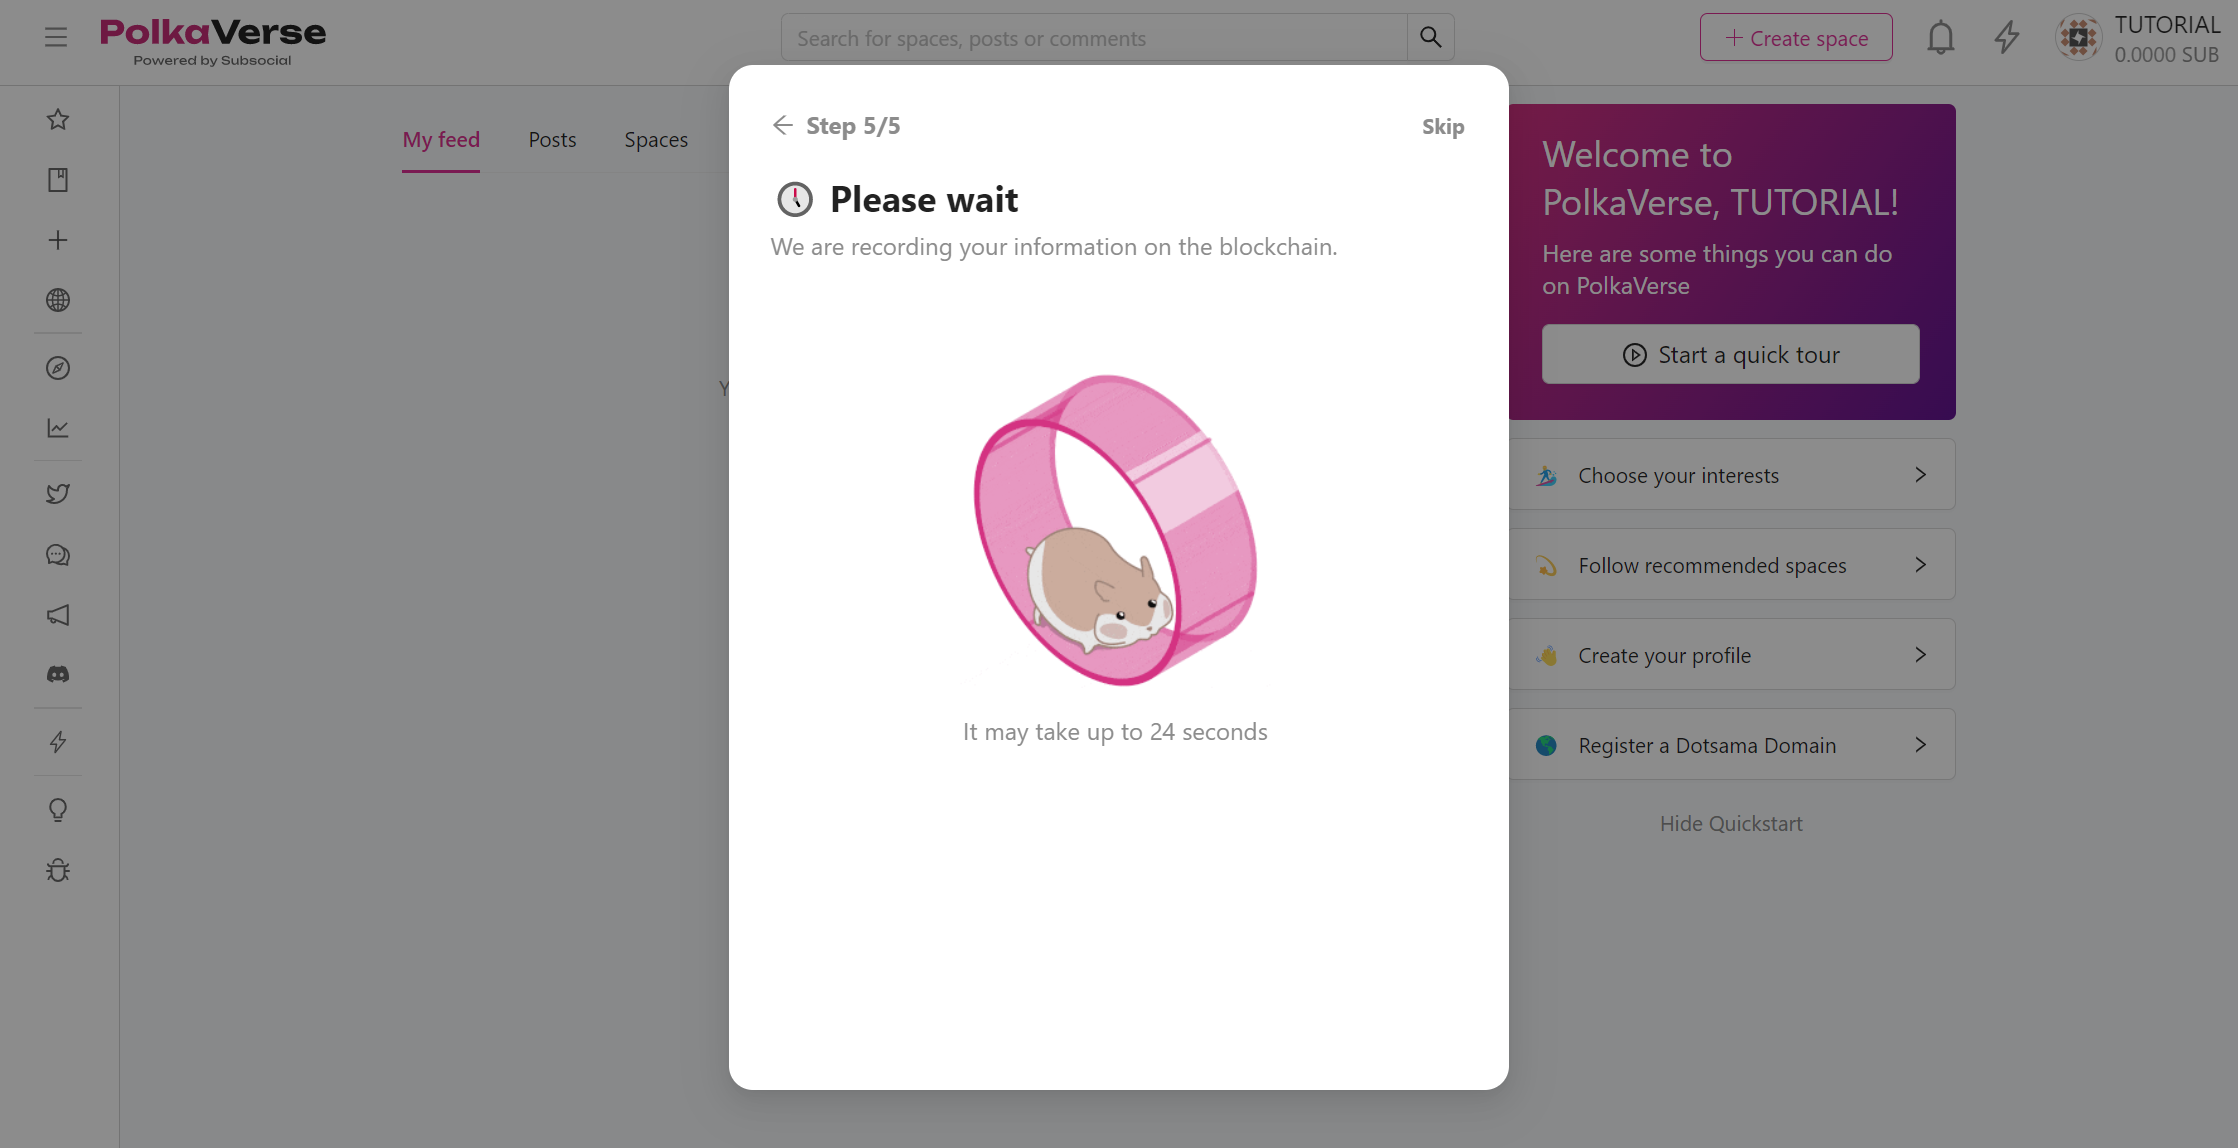 PolkaVerse
Powered by Subsocial
Search for spaces, posts or comments
Create space
TUTORIAL
0.0000 SUB
My feed
Posts
Spaces
Y
Step 5/5
Skip
Please wait
We are recording your information on the blockchain.
It may take up to 24 seconds
Welcome to
PolkaVerse, TUTORIAL!
Here are some things you can do
on PolkaVerse
Start a quick tour
Choose your interests
Follow recommended spaces
Create your profile
Register a Dotsama Domain
Hide Quickstart